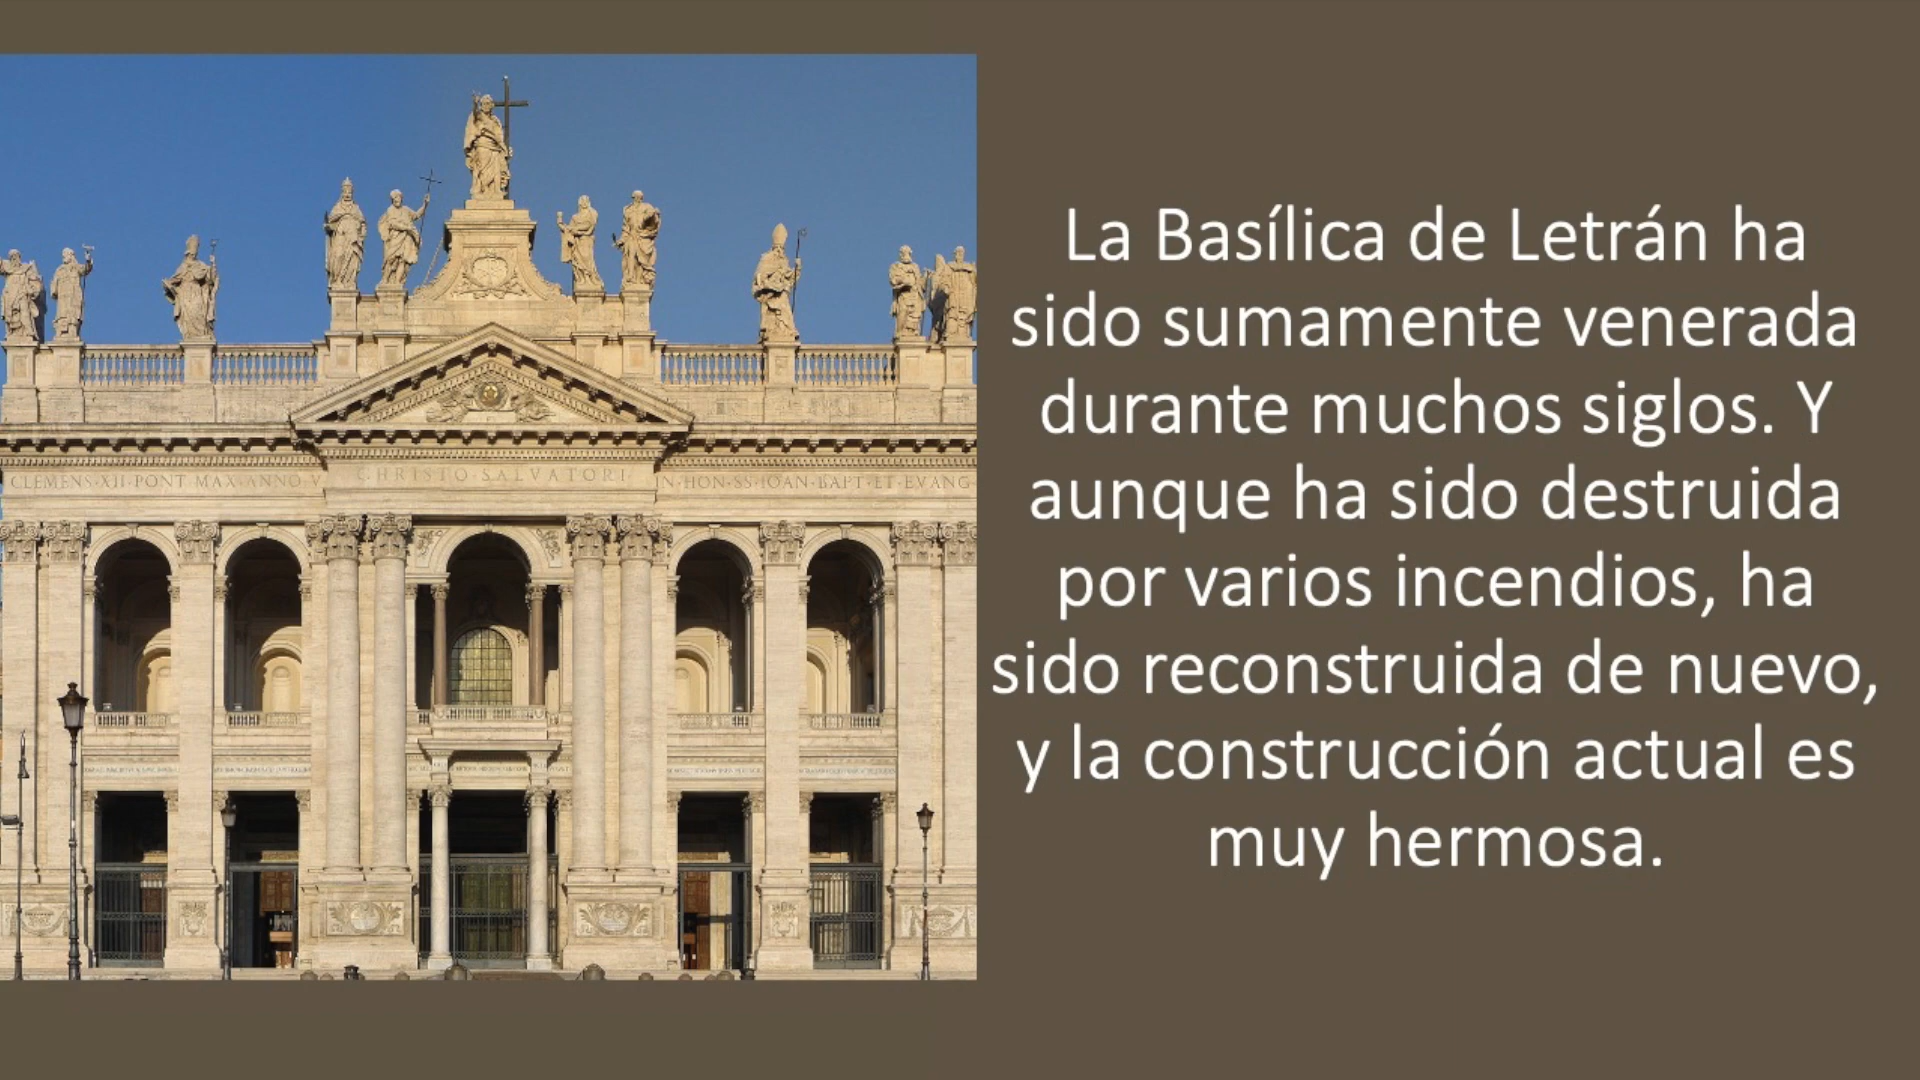 La Basílica de Letrán ha
sido sumamente venerada
durante muchos siglos. Y
aunque ha sido destruida
por varios incendios, ha
sido reconstruida de nuevo,
y la construcción actual es
muy hermosa.
CLEMENS·XII·PONT MAX·ANNO V
CHRISTO·SALVATORI
IN·HON·SS·IOAN·BAPT·ET·EVANG